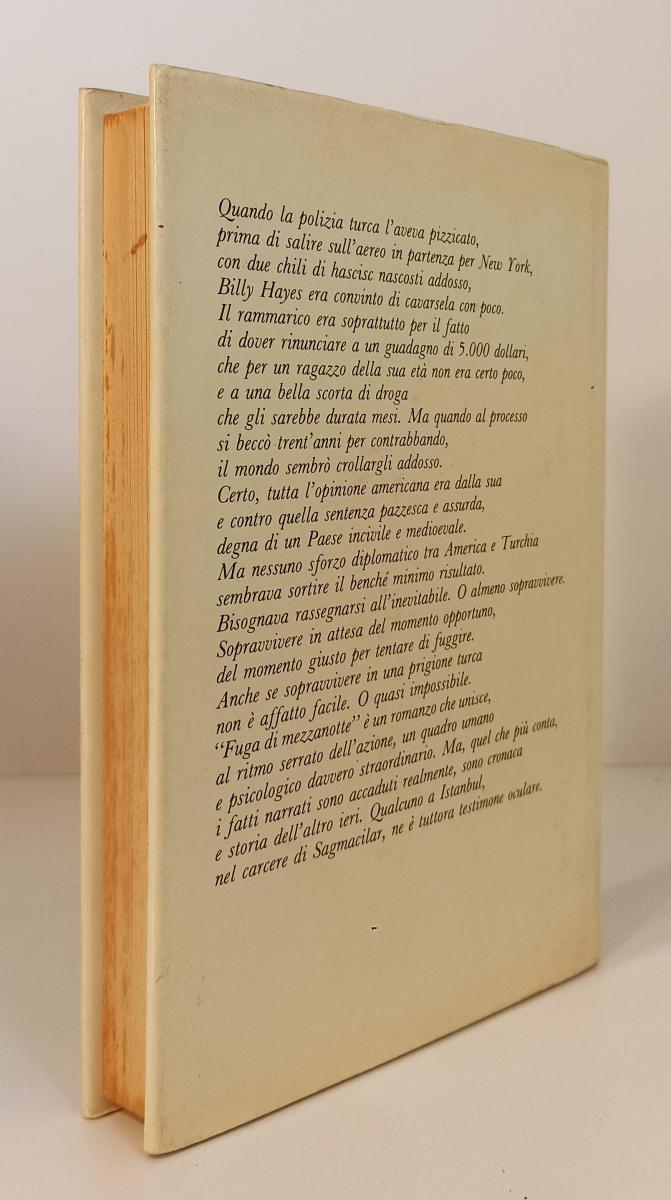 Quando la polizia turca l'aveva pizzicato,
prima di salire sull'aereo in partenza per New York,
con due chili di hascisc nascosti addosso,
Billy Hayes era convinto di cavarsela con poco.
Il rammarico era soprattutto per il fatto
di dover rinunciare a un guadagno di 5.000 dollari,
che per un ragazzo della sua età non era certo poco,
e a una bella scorta di droga
che gli sarebbe durata mesi. Ma quando al processo
si beccò trent'anni per contrabbando,
il mondo sembrò crollargli addosso.
Certo, tutta l'opinione americana era dalla sua
e contro quella sentenza pazzesca e assurda,
degna di un Paese incivile e medioevale.
Ma nessuno sforzo diplomatico tra America e Turchia
sembrava sortire il benché minimo risultato.
Bisognava rassegnarsi all'inevitabile. O almeno sopravvivere.
Sopravvivere in attesa del momento opportuno,
del momento giusto per tentare di fuggire.
Anche se sopravvivere in una prigione turca
non è affatto facile. O quasi impossibile.
"Fuga di mezzanotte" è un romanzo che unisce,
al ritmo serrato dell'azione, un quadro umano
e psicologico davvero straordinario. Ma, quel che più conta,
i fatti narrati sono accaduti realmente, sono cronaca
e storia dell'altro ieri. Qualcuno a Istanbul,
nel carcere di Sagmacilar, ne è tuttora testimone oculare.